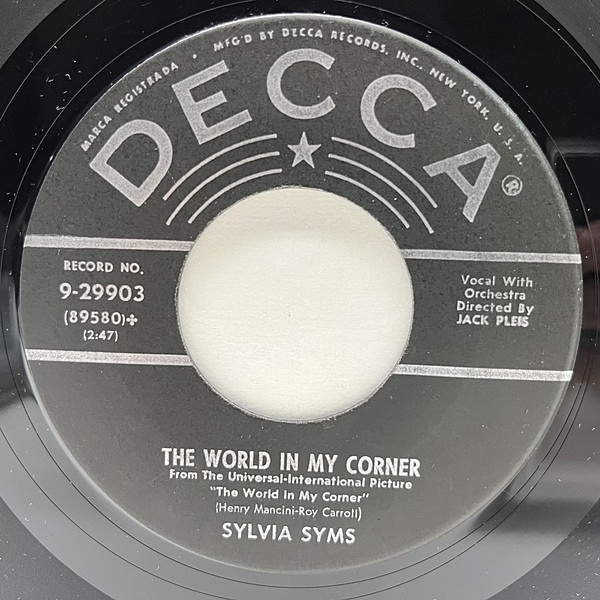 MARCA REGISTRADA • MFG'D BY DECCA RECORDS, INC., NEW YORK, U. S. A.
DECCA®
RECORD NO.
9-29903
(89580)✤
(2:47)
Vocal With
Orchestra
Directed By
JACK PLEIS
THE WORLD IN MY CORNER
From The Universal-International Picture
"The World in My Corner"
(Henry Mancini-Roy Carroll)
SYLVIA SYMS